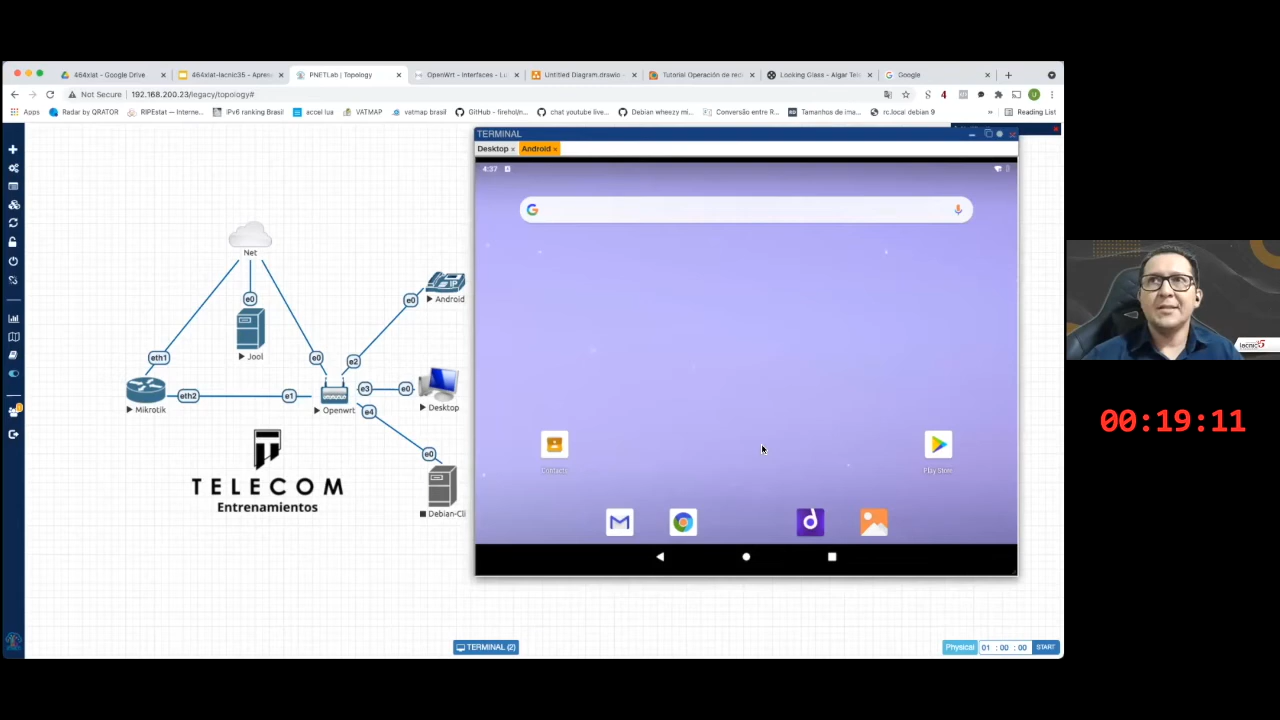 464xlat - Google Drive
464xlat-lacnic35 - Apres
PNETLab | Topology
OpenWrt - Interfaces - Lu
Untitled Diagram.drawio
Tutorial Operación de red
Looking Glass - Algar Tel
Google
Not Secure
192.168.200.23/legacy/topology#
Apps
Radar by QRATOR
RIPEstat — Interne...
IPv6 ranking Brasil
accel lua
VATMAP
vatmap brasil
GitHub - firehol/n...
chat youtube live...
Debian wheezy mi...
Conversão entre R...
Tamanhos de ima...
rc.local debian 9
Reading List
TERMINAL
Desktop
Android
4:37
Net
e0
Android
e0
Jool
eth1
e0
e2
Mikrotik
eth2
e1
Openwrt
e3
e0
Desktop
e4
e0
Debian-Cli
TELECOM
Entrenamientos
Contacts
Play Store
TERMINAL (2)
Physical
01 : 00 : 00
START
lacnic35
00:19:11